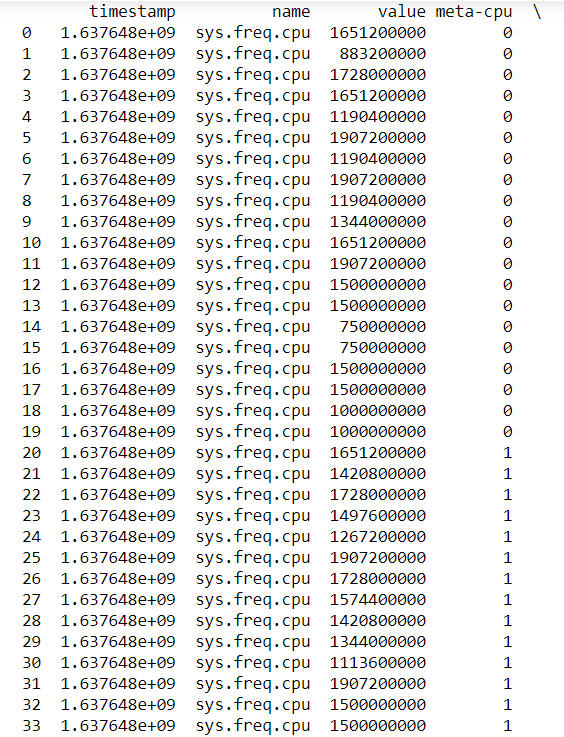 timestamp name value meta-cpu \
0 1.637648e+09 sys.freq.cpu 1651200000 0
1 1.637648e+09 sys.freq.cpu 883200000 0
2 1.637648e+09 sys.freq.cpu 1728000000 0
3 1.637648e+09 sys.freq.cpu 1651200000 0
4 1.637648e+09 sys.freq.cpu 1190400000 0
5 1.637648e+09 sys.freq.cpu 1907200000 0
6 1.637648e+09 sys.freq.cpu 1190400000 0
7 1.637648e+09 sys.freq.cpu 1907200000 0
8 1.637648e+09 sys.freq.cpu 1190400000 0
9 1.637648e+09 sys.freq.cpu 1344000000 0
10 1.637648e+09 sys.freq.cpu 1651200000 0
11 1.637648e+09 sys.freq.cpu 1907200000 0
12 1.637648e+09 sys.freq.cpu 1500000000 0
13 1.637648e+09 sys.freq.cpu 1500000000 0
14 1.637648e+09 sys.freq.cpu 750000000 0
15 1.637648e+09 sys.freq.cpu 750000000 0
16 1.637648e+09 sys.freq.cpu 1500000000 0
17 1.637648e+09 sys.freq.cpu 1500000000 0
18 1.637648e+09 sys.freq.cpu 1000000000 0
19 1.637648e+09 sys.freq.cpu 1000000000 0
20 1.637648e+09 sys.freq.cpu 1651200000 1
21 1.637648e+09 sys.freq.cpu 1420800000 1
22 1.637648e+09 sys.freq.cpu 1728000000 1
23 1.637648e+09 sys.freq.cpu 1497600000 1
24 1.637648e+09 sys.freq.cpu 1267200000 1
25 1.637648e+09 sys.freq.cpu 1907200000 1
26 1.637648e+09 sys.freq.cpu 1728000000 1
27 1.637648e+09 sys.freq.cpu 1574400000 1
28 1.637648e+09 sys.freq.cpu 1420800000 1
29 1.637648e+09 sys.freq.cpu 1344000000 1
30 1.637648e+09 sys.freq.cpu 1113600000 1
31 1.637648e+09 sys.freq.cpu 1907200000 1
32 1.637648e+09 sys.freq.cpu 1500000000 1
33 1.637648e+09 sys.freq.cpu 1500000000 1